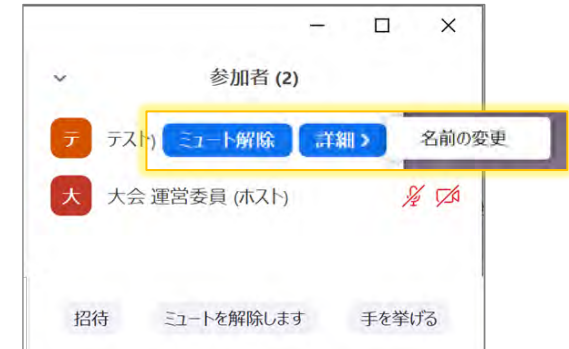 参加者 (2)
テ テスト) ミュート解除 詳細 > 名前の変更
大 大会 運営委員 (ホスト)
招待 ミュートを解除します 手を挙げる